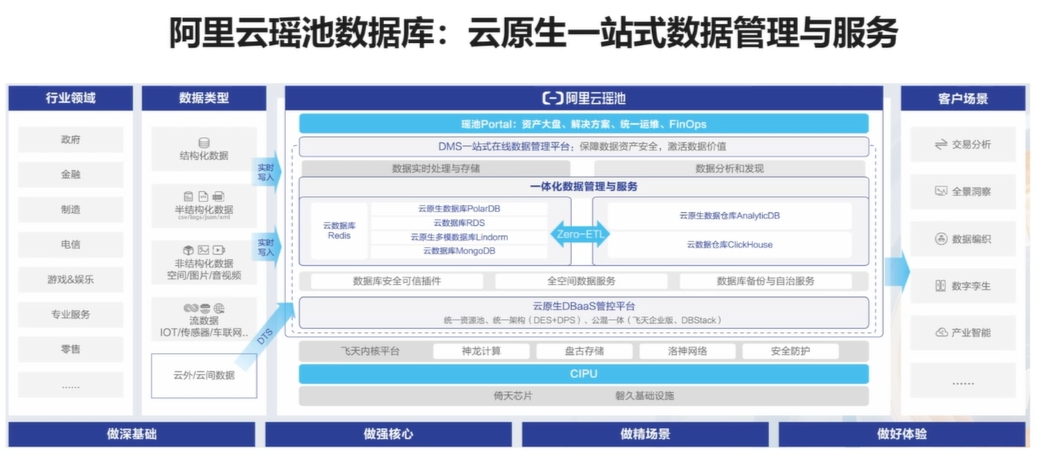 阿里云瑶池数据库：云原生一站式数据管理与服务
行业领域
政府
金融
制造
电信
游戏&娱乐
专业服务
零售
……
数据类型
结构化数据
半结构化数据
csv/logs/json/xml
非结构化数据
空间/图片/音视频
流数据
IOT/传感器/车联网..
云外/云间数据
实时
写入
实时
写入
DTS
阿里云瑶池
瑶池Portal：资产大盘、解决方案、统一运维、FinOps
DMS一站式在线数据管理平台：保障数据资产安全，激活数据价值
数据实时处理与存储
数据分析和发现
一体化数据管理与服务
云数据库
Redis
云原生数据库PolarDB
云数据库RDS
云原生多模数据库Lindorm
云数据库MongoDB
Zero-ETL
云原生数据仓库AnalyticDB
云数据仓库ClickHouse
数据库安全可信插件
全空间数据服务
数据库备份与自治服务
云原生DBaaS管控平台
统一资源池、统一架构（DES+DPS）、公混一体（飞天企业版、DBStack）
飞天内核平台
神龙计算
盘古存储
洛神网络
安全防护
CIPU
倚天芯片
磐久基础设施
客户场景
交易分析
全景洞察
数据编织
数字孪生
产业智能
……
做深基础
做强核心
做精场景
做好体验